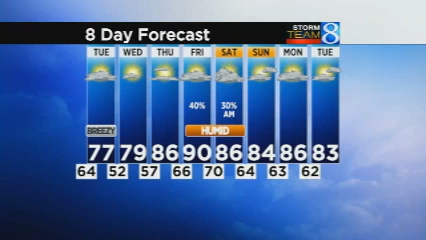 8 Day Forecast
STORM
TEAM 8
TUE WED THU FRI SAT SUN MON TUE
40% 30%
AM
BREEZY HUMID
77 79 86 90 86 84 86 83
64 52 57 66 70 64 63 62